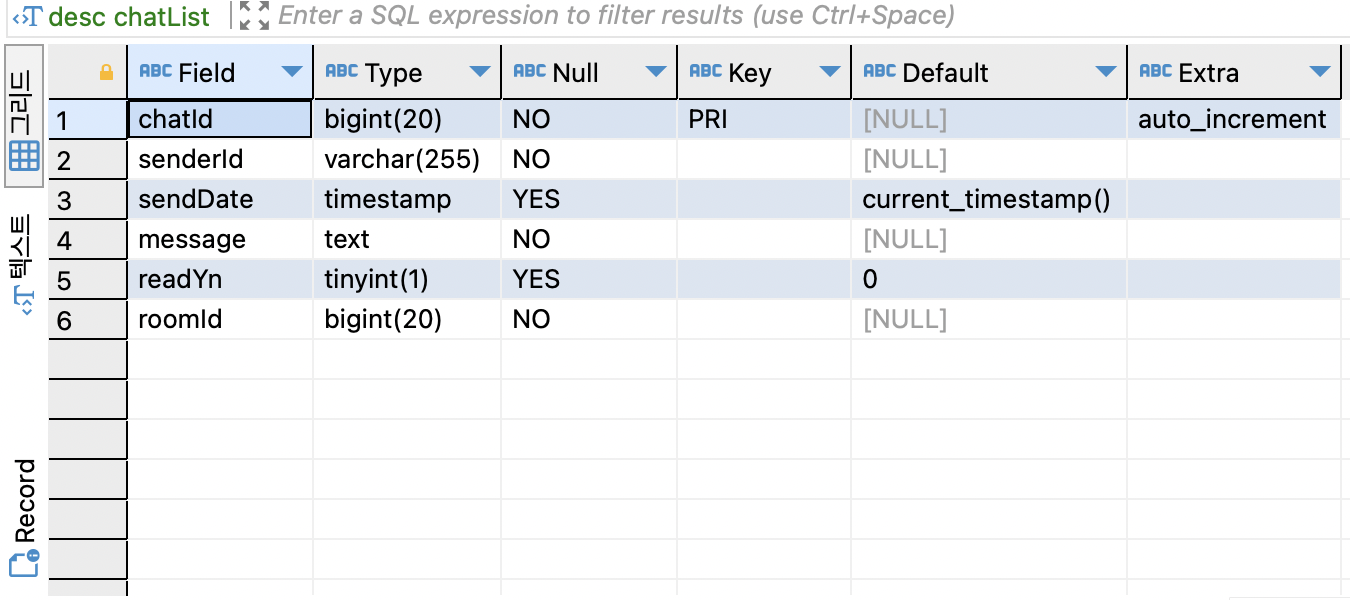 desc chatList Enter a SQL expression to filter results (use Ctrl+Space)
그리드
텍스트
Record
ABC Field ABC Type ABC Null ABC Key ABC Default ABC Extra
1 chatId bigint(20) NO PRI [NULL] auto_increment
2 senderId varchar(255) NO [NULL]
3 sendDate timestamp YES current_timestamp()
4 message text NO [NULL]
5 readYn tinyint(1) YES 0
6 roomId bigint(20) NO [NULL]